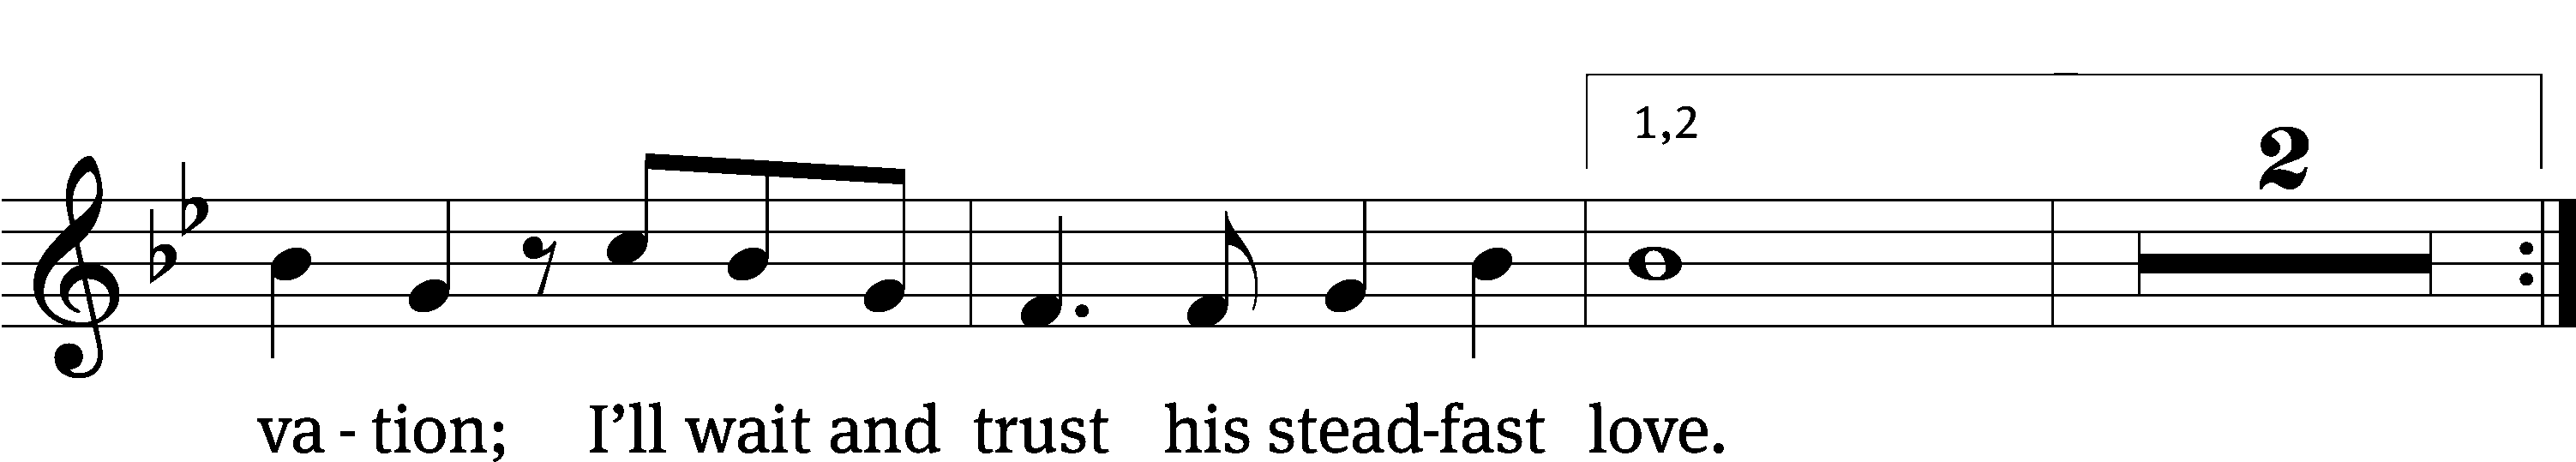 1,2
2
va - tion; I’ll wait and trust his stead-fast love.